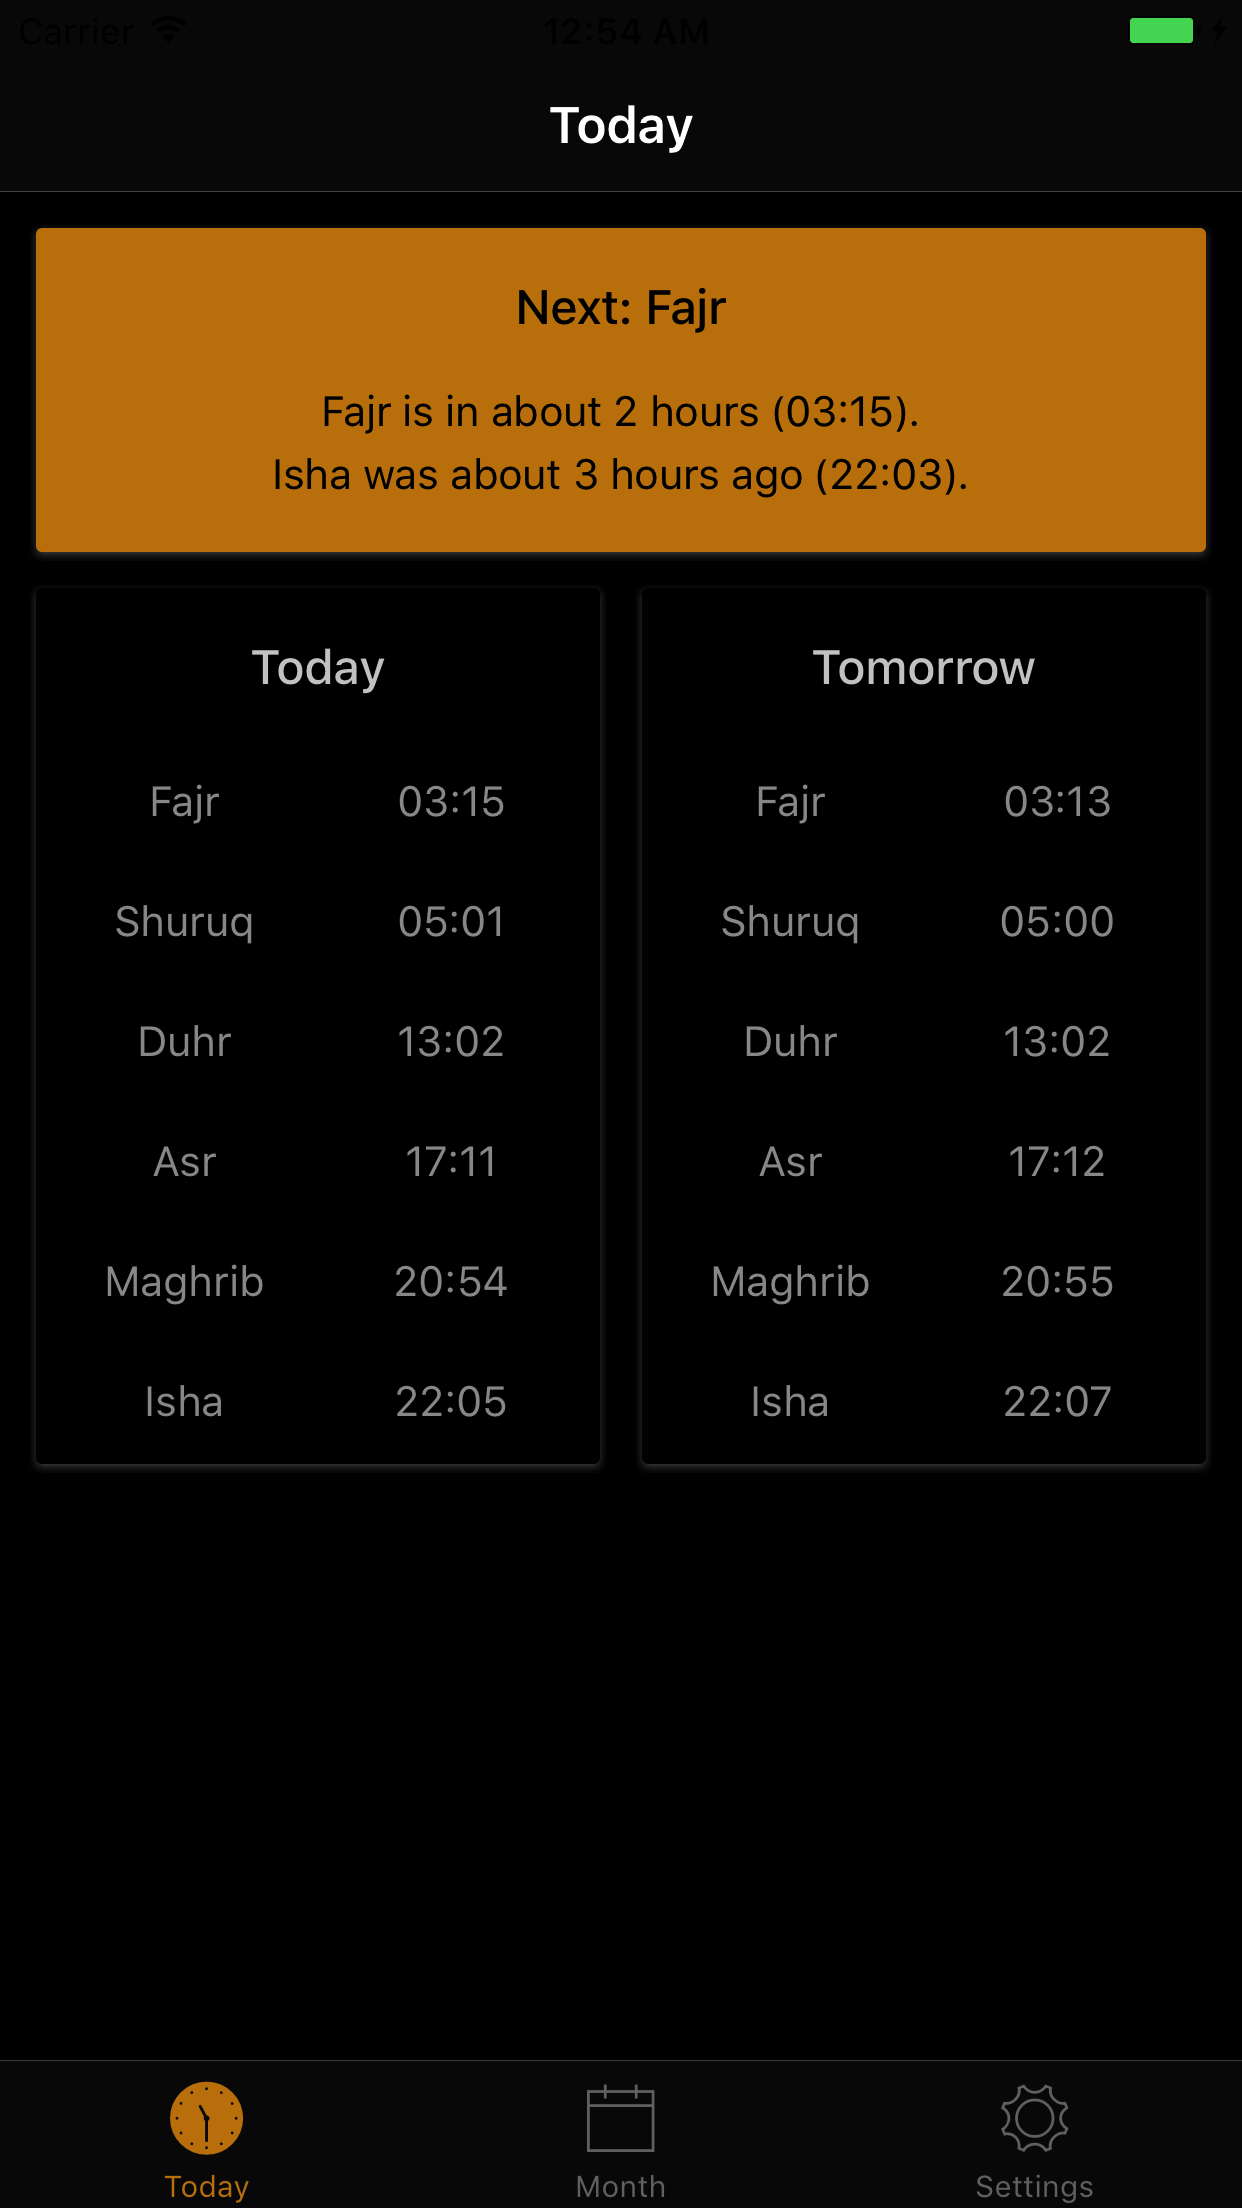 Carrier 12:54 AM
Today
Next: Fajr
Fajr is in about 2 hours (03:15).
Isha was about 3 hours ago (22:03).
Today
Fajr 03:15
Shuruq 05:01
Duhr 13:02
Asr 17:11
Maghrib 20:54
Isha 22:05
Tomorrow
Fajr 03:13
Shuruq 05:00
Duhr 13:02
Asr 17:12
Maghrib 20:55
Isha 22:07
Today Month Settings